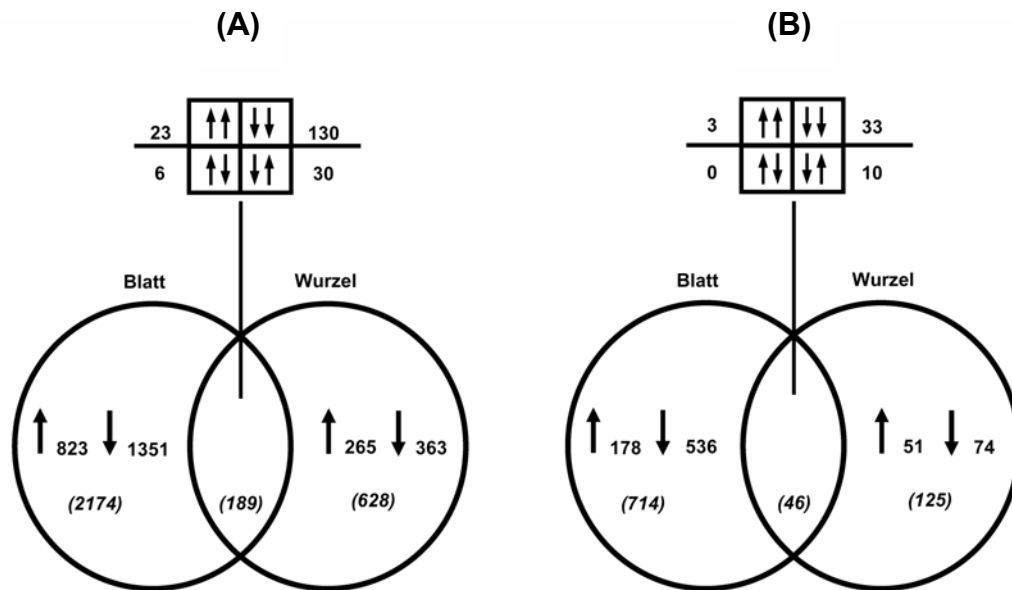 (A) (B)
23 130 3 33
6 30 0 10
Blatt Wurzel Blatt Wurzel
823 1351 265 363 178 536 51 74
(2174) (189) (628) (714) (46) (125)